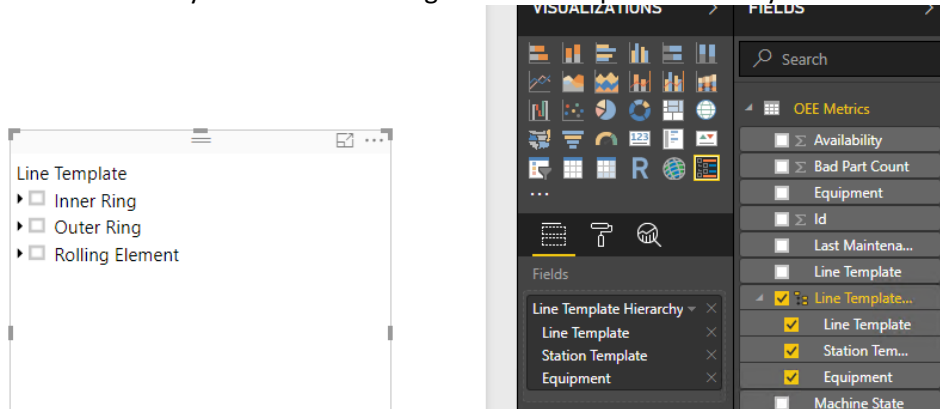 VISUALIZATIONS
FIELDS
Search
OEE Metrics
Availability
Bad Part Count
Equipment
Id
Last Maintena...
Line Template
Line Template...
Line Template
Station Tem...
Equipment
Machine State
Line Template
Inner Ring
Outer Ring
Rolling Element
123
R
Fields
Line Template Hierarchy
Line Template
Station Template
Equipment